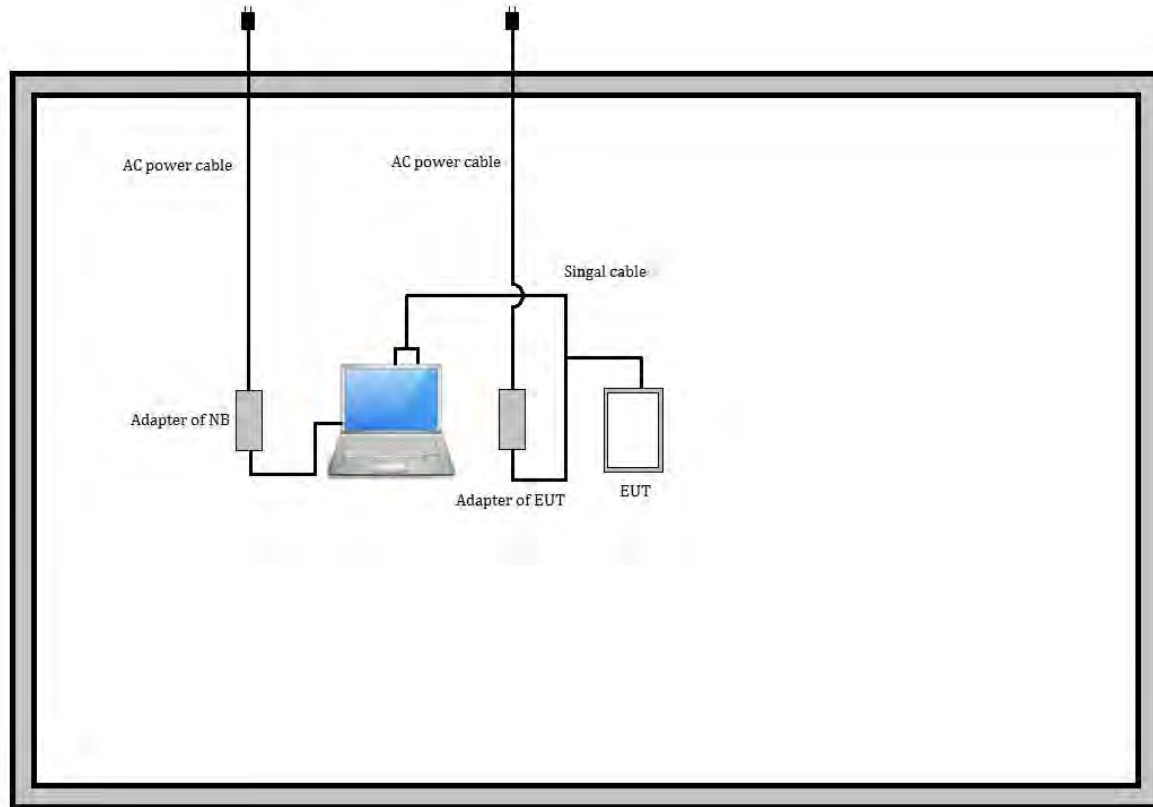 AC power cable
AC power cable
Singal cable
Adapter of NB
Adapter of EUT
EUT